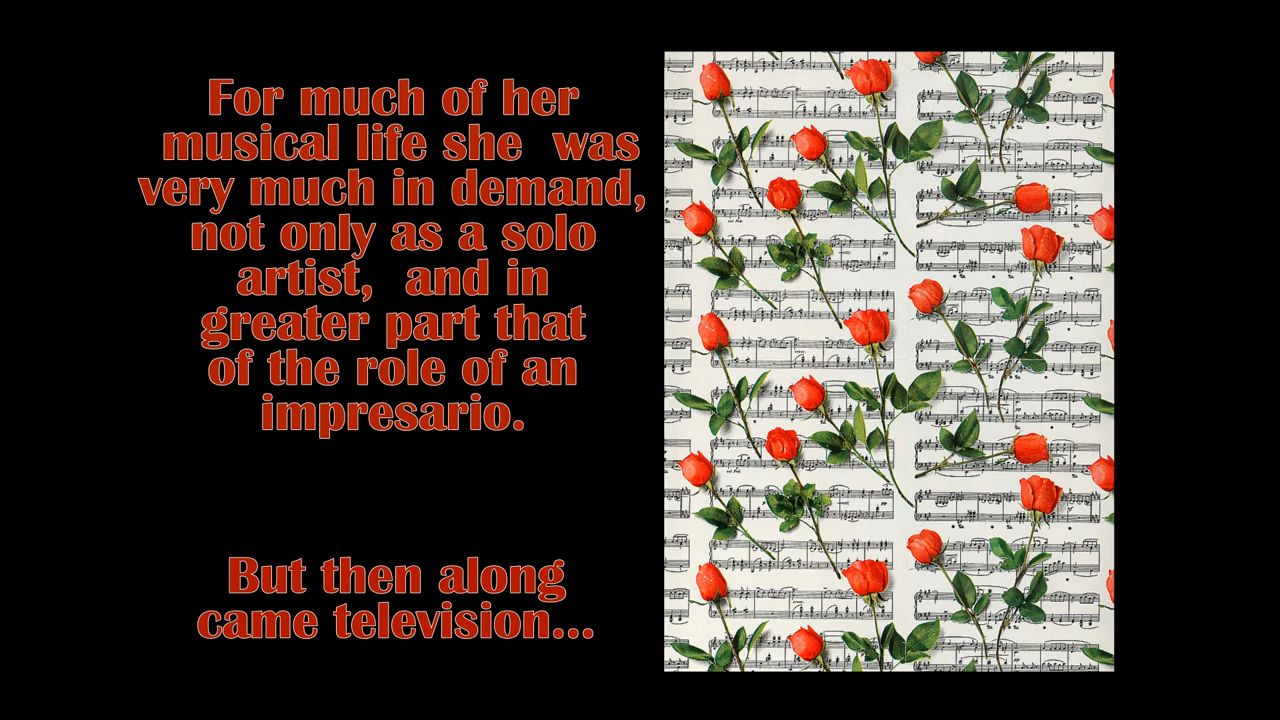 For much of her
musical life she  was
very much in demand,
not only as a solo
artist,  and in
greater part that
of the role of an
impresario.
But then along
came television...